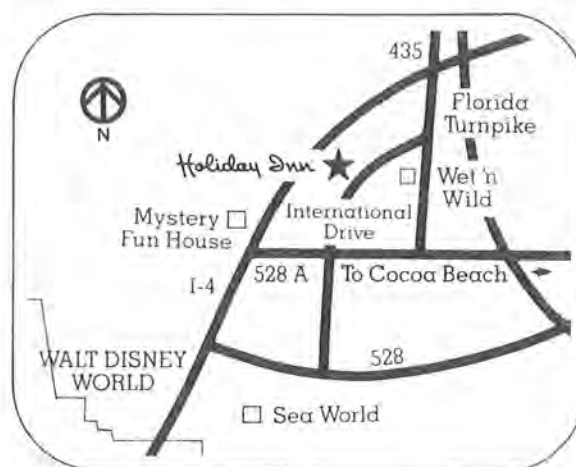 435
Florida
Turnpike
N
Holiday Inn
Wet 'n
Wild
Mystery
Fun House
International
Drive
I-4
528 A
To Cocoa Beach
WALT DISNEY
WORLD
528
Sea World